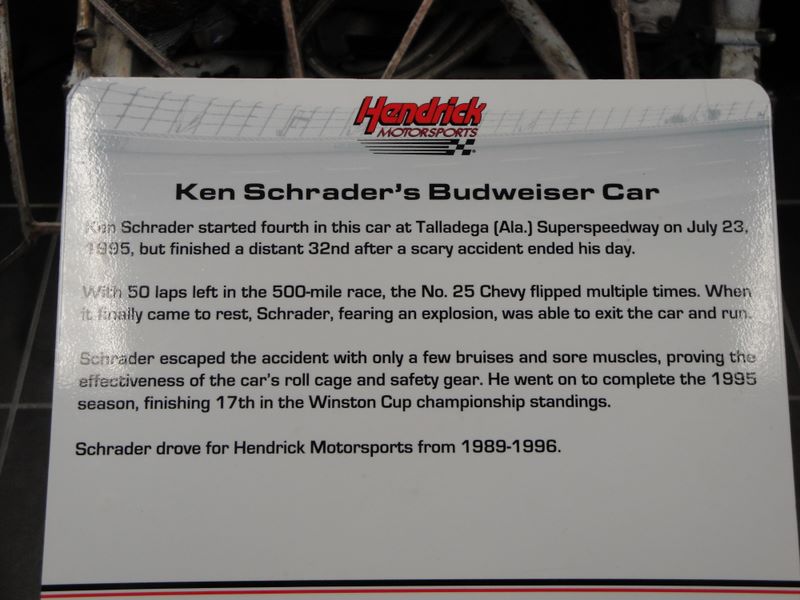 Hendrick
MOTORSPORTS
Ken Schrader's Budweiser Car
Ken Schrader started fourth in this car at Talladega (Ala.) Superspeedway on July 23,
1995, but finished a distant 32nd after a scary accident ended his day.
With 50 laps left in the 500-mile race, the No. 25 Chevy flipped multiple times. When
it finally came to rest, Schrader, fearing an explosion, was able to exit the car and run.
Schrader escaped the accident with only a few bruises and sore muscles, proving the
effectiveness of the car's roll cage and safety gear. He went on to complete the 1995
season, finishing 17th in the Winston Cup championship standings.
Schrader drove for Hendrick Motorsports from 1989-1996.